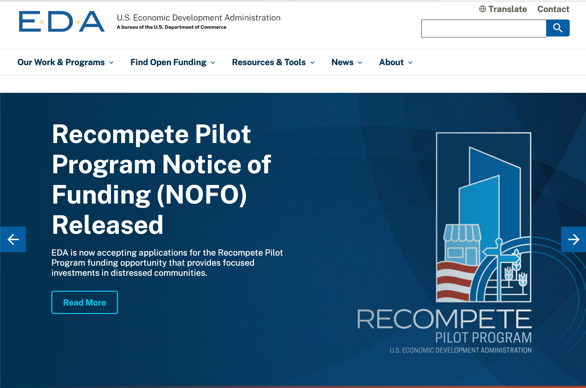 EDA
U.S. Economic Development Administration
A bureau of the U.S. Department of Commerce
Translate
Contact
Our Work & Programs
Find Open Funding
Resources & Tools
News
About
Recompete Pilot
Program Notice of
Funding (NOFO)
Released
EDA is now accepting applications for the Recompete Pilot
Program funding opportunity that provides focused
investments in distressed communities.
Read More
RECOMPETE
PILOT PROGRAM
U.S. ECONOMIC DEVELOPMENT ADMINISTRATION